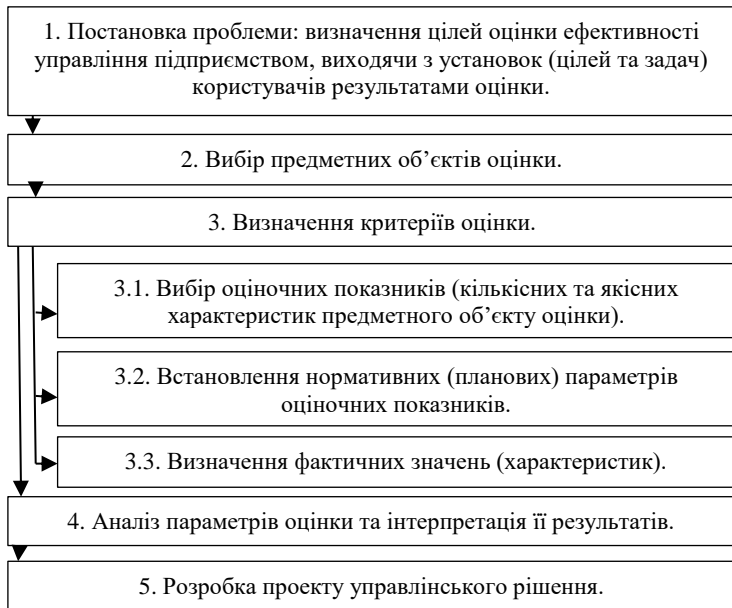 1. Постановка проблеми: визначення цілей оцінки ефективності
управління підприємством, виходячи з установок (цілей та задач)
користувачів результатами оцінки.
2. Вибір предметних об’єктів оцінки.
3. Визначення критеріїв оцінки.
3.1. Вибір оціночних показників (кількісних та якісних
характеристик предметного об’єкту оцінки).
3.2. Встановлення нормативних (планових) параметрів
оціночних показників.
3.3. Визначення фактичних значень (характеристик).
4. Аналіз параметрів оцінки та інтерпретація її результатів.
5. Розробка проекту управлінського рішення.